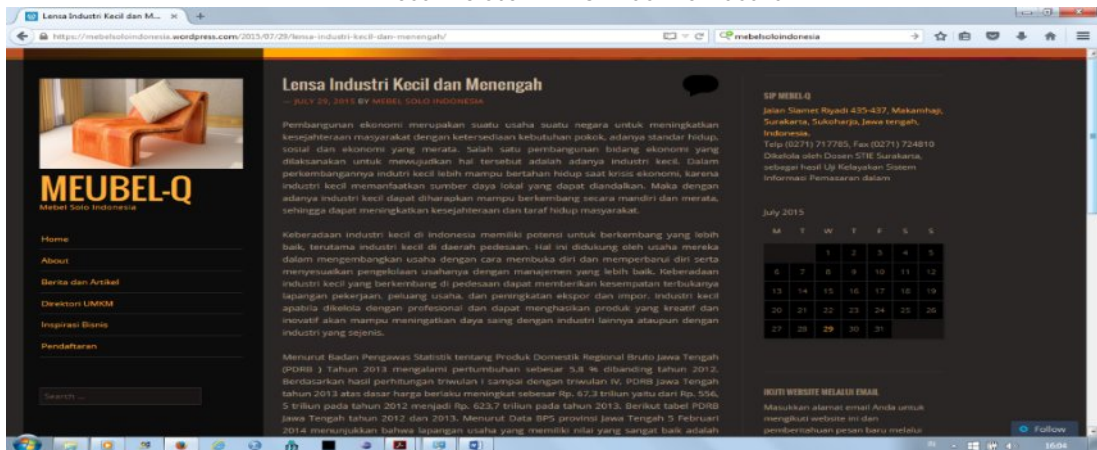 Lensa Industri Kecil dan M...
https://mebelsoloindonesia.wordpress.com/2015/07/29/lensa-industri-kecil-dan-menengah/
mebelsoloindonesia
MEUBEL-Q
Mebel Solo Indonesia
Home
About
Berita dan Artikel
Direktori UMKM
Inspirasi Bisnis
Pendaftaran
Search ...
Lensa Industri Kecil dan Menengah
— JULY 29, 2015 BY MEBEL SOLO INDONESIA
Pembangunan ekonomi merupakan suatu usaha suatu negara untuk meningkatkan
kesejahteraan masyarakat dengan ketersediaan kebutuhan pokok, adanya standar hidup,
sosial dan ekonomi yang merata. Salah satu pembangunan bidang ekonomi yang
dilaksanakan untuk mewujudkan hal tersebut adalah adanya industri kecil. Dalam
perkembangannya indutri kecil lebih mampu bertahan hidup saat krisis ekonomi, karena
industri kecil memanfaatkan sumber daya lokal yang dapat diandalkan. Maka dengan
adanya industri kecil dapat diharapkan mampu berkembang secara mandiri dan merata,
sehingga dapat meningkatkan kesejahteraan dan taraf hidup masyarakat.
Keberadaan industri kecil di Indonesia memiliki potensi untuk berkembang yang lebih
baik, terutama industri kecil di daerah pedesaan. Hal ini didukung oleh usaha mereka
dalam mengembangkan usaha dengan cara membuka diri dan memperbarui diri serta
menyesuaikan pengelolaan usahanya dengan manajemen yang lebih baik. Keberadaan
industri kecil yang berkembang di pedesaan dapat memberikan kesempatan terbukanya
lapangan pekerjaan, peluang usaha, dan peningkatan ekspor dan impor. Industri kecil
apabila dikelola dengan profesional dan dapat menghasikan produk yang kreatif dan
inovatif akan mampu meningatkan daya saing dengan industri lainnya ataupun dengan
industri yang sejenis.
Menurut Badan Pengawas Statistik tentang Produk Domestik Regional Bruto Jawa Tengah
(PDRB ) Tahun 2013 mengalami pertumbuhan sebesar 5,8 % dibanding tahun 2012.
Berdasarkan hasil perhitungan triwulan I sampai dengan triwulan IV, PDRB Jawa Tengah
tahun 2013 atas dasar harga berlaku meningkat sebesar Rp. 67,3 triliun yaitu dari Rp. 556,
5 triliun pada tahun 2012 menjadi Rp. 623,7 triliun pada tahun 2013. Berikut tabel PDRB
Jawa Tengah tahun 2012 dan 2013. Menurut Data BPS provinsi Jawa Tengah 5 Februari
2014 menunjukkan bahwa lapangan usaha yang memiliki nilai yang sangat baik adalah
SIP MEBEL-Q
Jalan Slamet Riyadi 435-437, Makamhaji,
Surakarta, Sukoharjo, Jawa tengah,
Indonesia.
Telp (0271) 717785, Fax (0271) 724810
Dikelola oleh Dosen STIE Surakarta,
sebagai hasil Uji Kelayakan Sistem
Informasi Pemasaran dalam
July 2015
M T W T F S S
1 2 3 4 5
6 7 8 9 10 11 12
13 14 15 16 17 18 19
20 21 22 23 24 25 26
27 28 29 30 31
IKUTI WEBSITE MELALUI EMAIL
Masukkan alamat email Anda untuk
mengikuti website ini dan
pemberitahuan pesan baru melalui
Follow
16:04